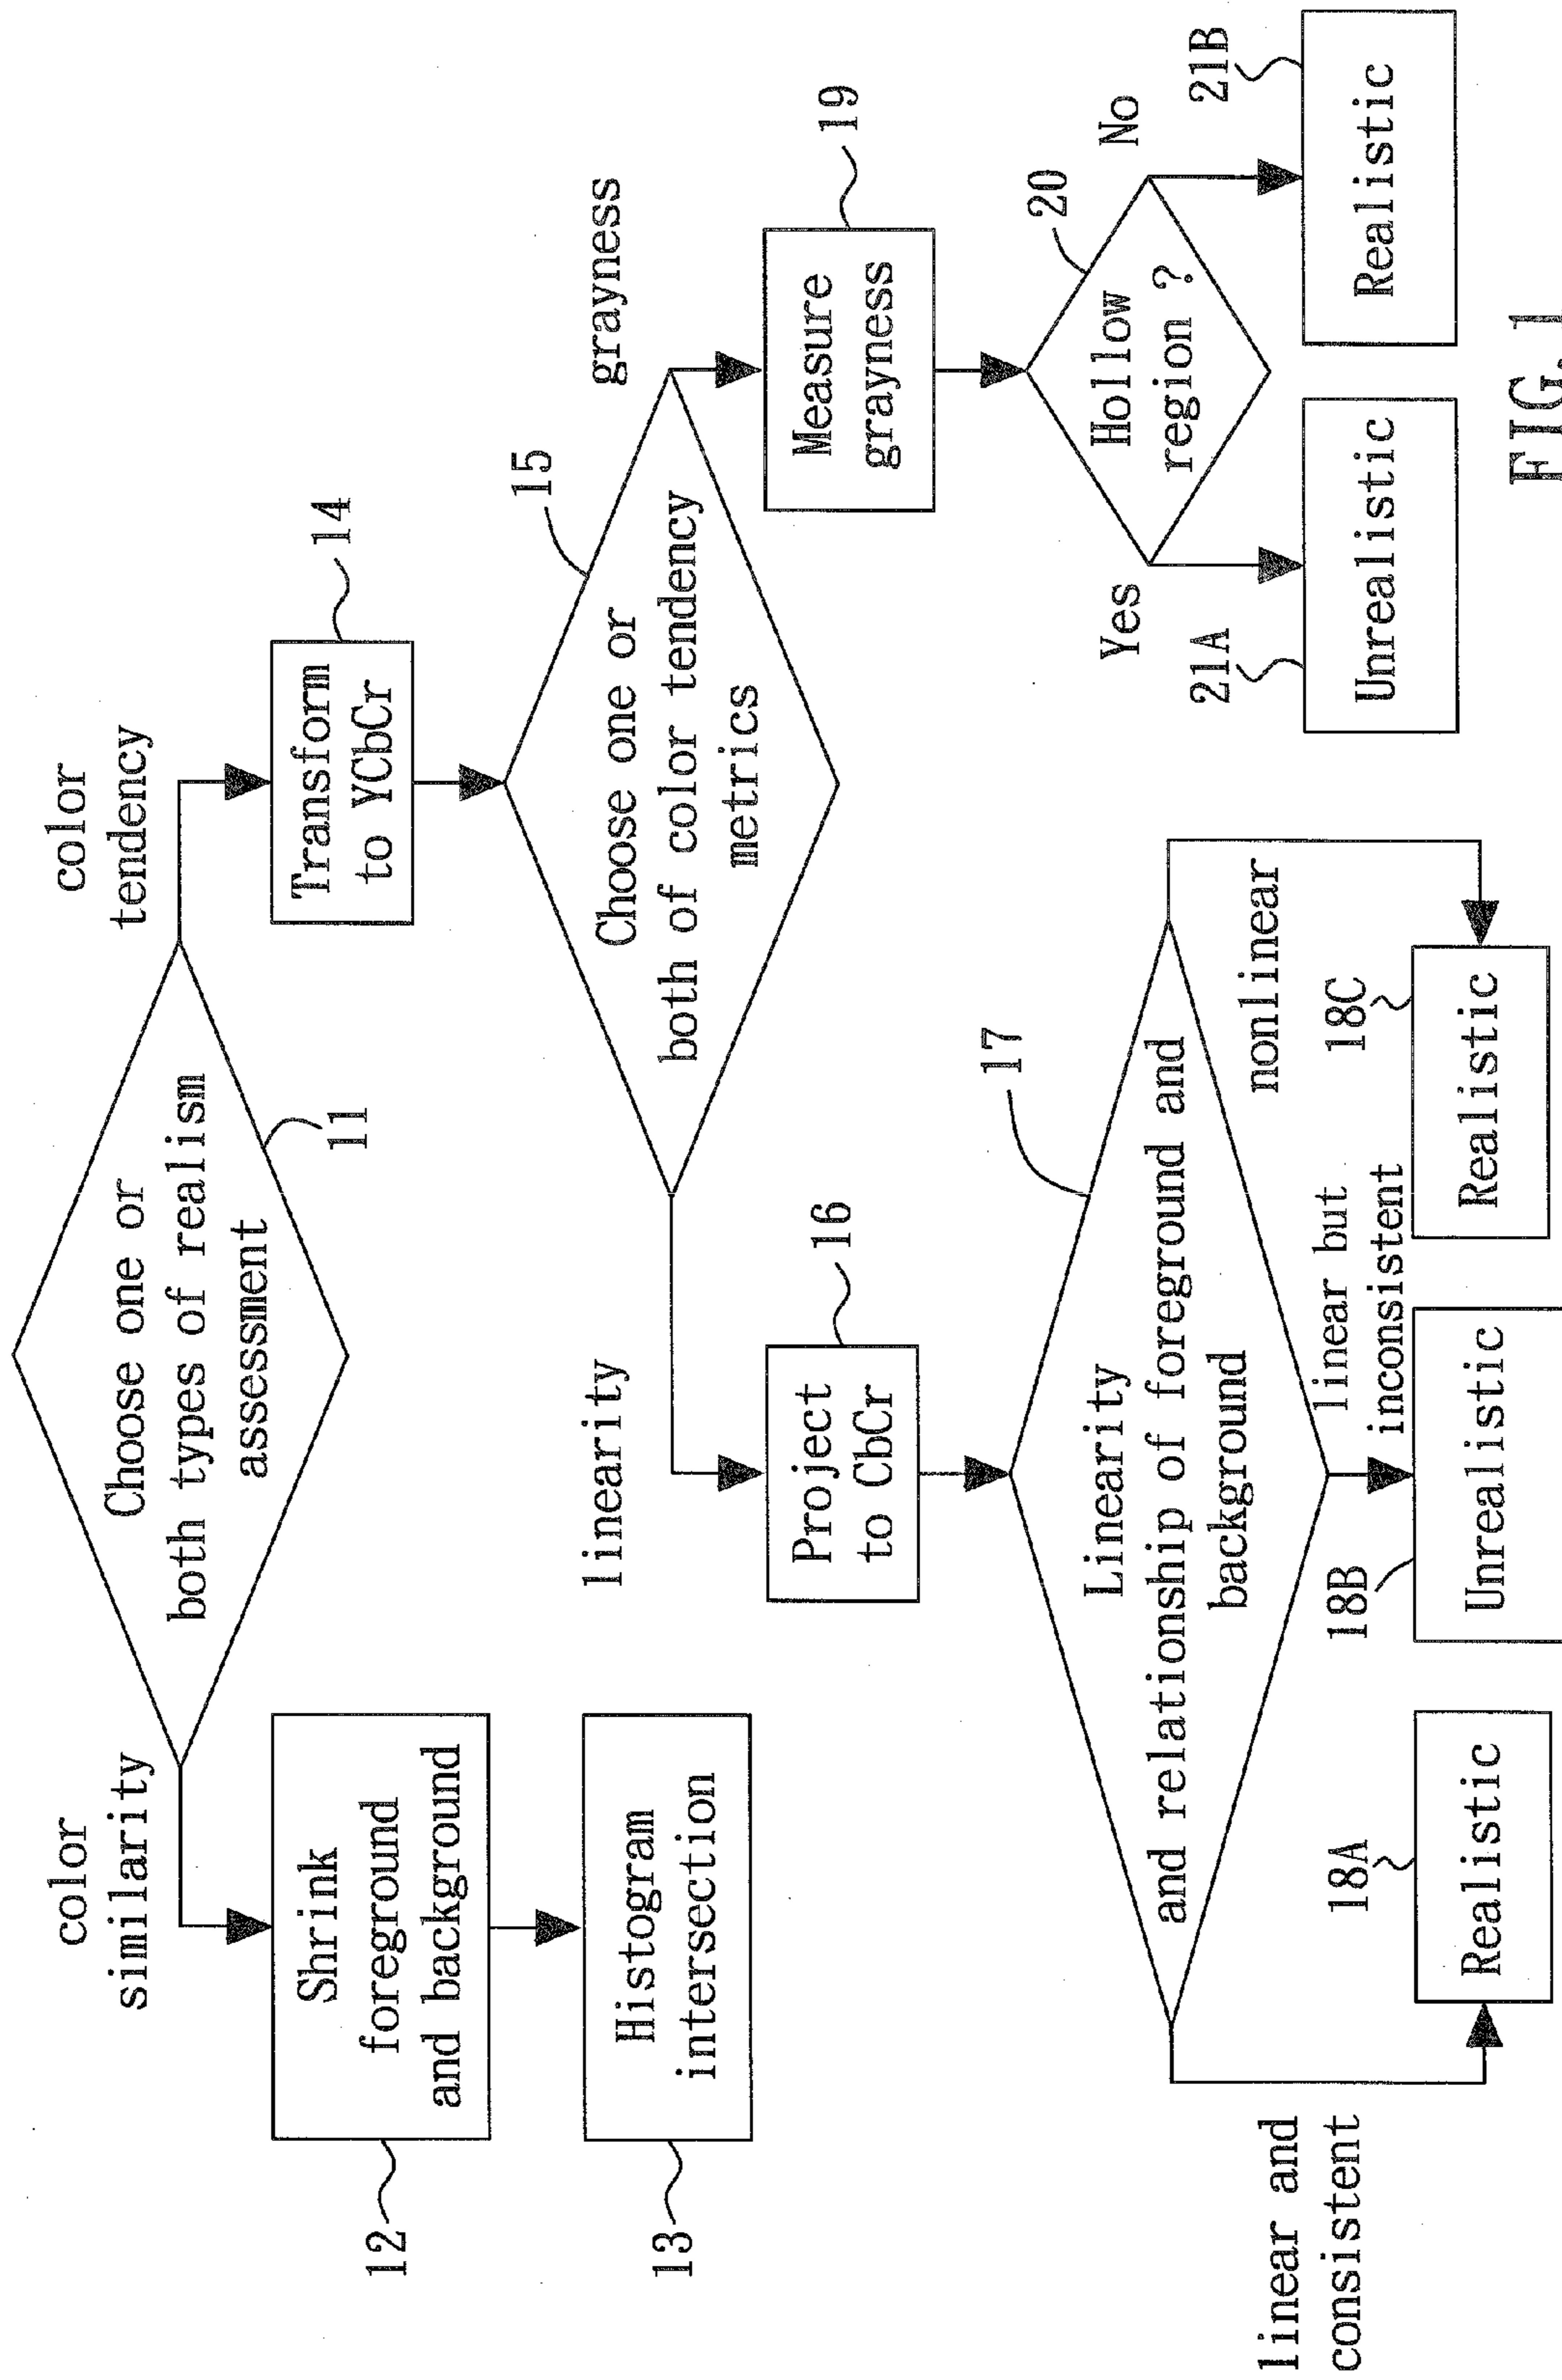 Choose one or
both types of realism
assessment
11
color
similarity
color
tendency
Shrink
foreground
and background
12
Histogram
intersection
13
Transform
to YCbCr
14
Choose one or
both of color tendency
metrics
15
linearity
grayness
Project
to CbCr
16
Measure
grayness
19
Linearity
and relationship of foreground and
background
17
Hollow
region ?
20
Yes
No
linear and
consistent
linear but
inconsistent
nonlinear
18A
Realistic
18B
Unrealistic
18C
Realistic
21A
Unrealistic
21B
Realistic
FIG. 1